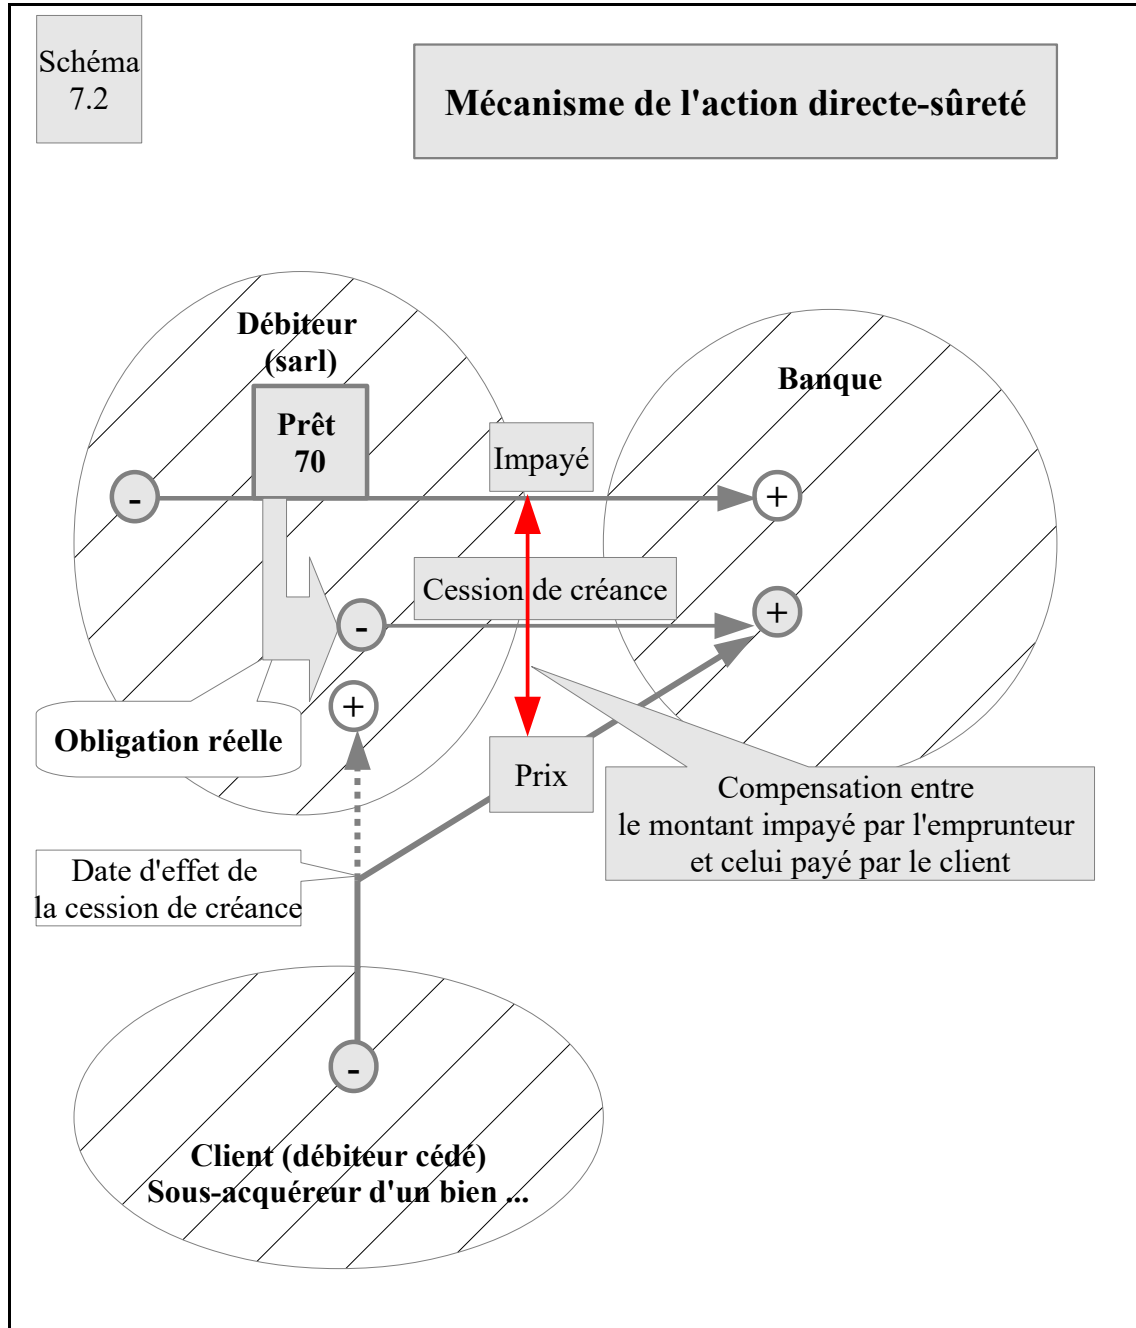 Schéma
7.2
Mécanisme de l'action directe-sûreté
Débiteur
(sarl)
Banque
Prêt
70
Impayé
-
+
Cession de créance
-
+
+
Obligation réelle
Prix
Compensation entre
le montant impayé par l'emprunteur
et celui payé par le client
Date d'effet de
la cession de créance
-
Client (débiteur cédé)
Sous-acquéreur d'un bien ...